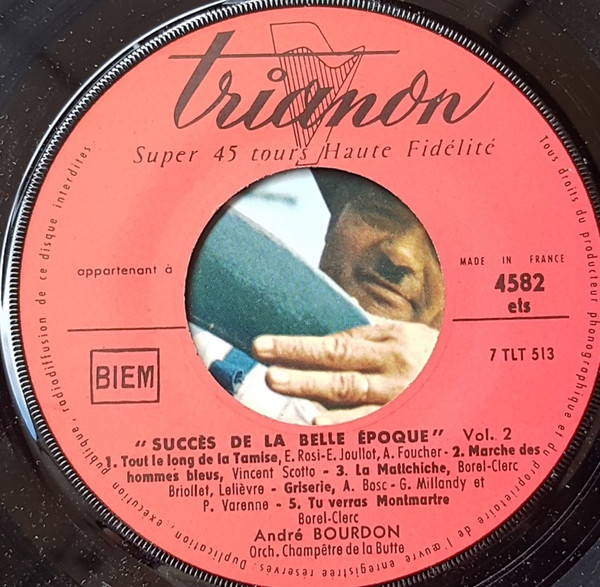 trianon
Super 45 tours Haute Fidélité
appartenant à
MADE IN FRANCE
4582
ets
BIEM
7 TLT 513
"SUCCÈS DE LA BELLE ÉPOQUE" Vol. 2
1. Tout le long de la Tamise, E. Rosi-E. Joullot, A. Foucher - 2. Marche des
hommes bleus, Vincent Scotto - 3. La Matichiche, Borel-Clerc
Briollet, Lelièvre - Griserie, A. Bosc - G. Millandy et
P. Varenne - 5. Tu verras Montmartre
Borel-Clerc
André BOURDON
Orch. Champêtre de la Butte
Tous droits du producteur phonographique et du propriétaire de l'œuvre enregistrée réservés. Duplication, exécution publique, radiodiffusion de ce disque interdites.